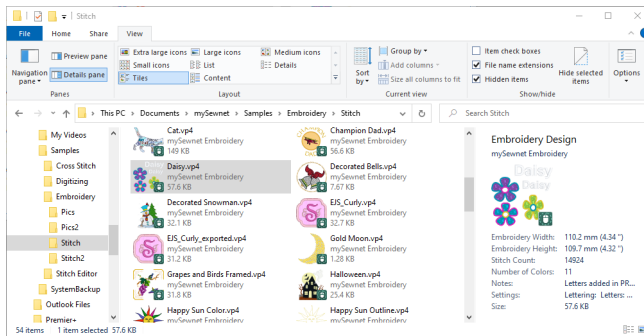 Stitch
File Home Share View
Navigation pane
Preview pane
Details pane
Panes
Extra large icons Large icons Medium icons
Small icons List Details
Tiles Content
Layout
Sort by
Group by
Add columns
Size all columns to fit
Current view
Item check boxes
File name extensions
Hidden items
Hide selected items
Show/hide
Options
This PC > Documents > mySewnet > Samples > Embroidery > Stitch
Search Stitch
My Videos
Samples
Cross Stitch
Digitizing
Embroidery
Pics
Pics2
Stitch
Stitch2
Stitch Editor
SystemBackup
Outlook Files
Premier+
Cat.vp4
mySewnet Embroidery
149 KB
Champion Dad.vp4
mySewnet Embroidery
56.6 KB
Daisy.vp4
mySewnet Embroidery
57.6 KB
Decorated Bells.vp4
mySewnet Embroidery
7.67 KB
Decorated Snowman.vp4
mySewnet Embroidery
32.1 KB
EJS_Curly.vp4
mySewnet Embroidery
32.7 KB
EJS_Curly_exported.vp4
mySewnet Embroidery
31.2 KB
Gold Moon.vp4
mySewnet Embroidery
1.28 KB
Grapes and Birds Framed.vp4
mySewnet Embroidery
31.8 KB
Halloween.vp4
mySewnet Embroidery
25.4 KB
Happy Sun Color.vp4
mySewnet Embroidery
Happy Sun Outline.vp4
mySewnet Embroidery
Embroidery Design
mySewnet Embroidery
Daisy
Daisy
Embroidery Width: 110.2 mm (4.34 ")
Embroidery Height: 109.7 mm (4.32 ")
Stitch Count: 14924
Number of Colors: 11
Notes: Letters added in PR...
Settings: Lettering: Letters: ...
Size: 57.6 KB
54 items 1 item selected 57.6 KB